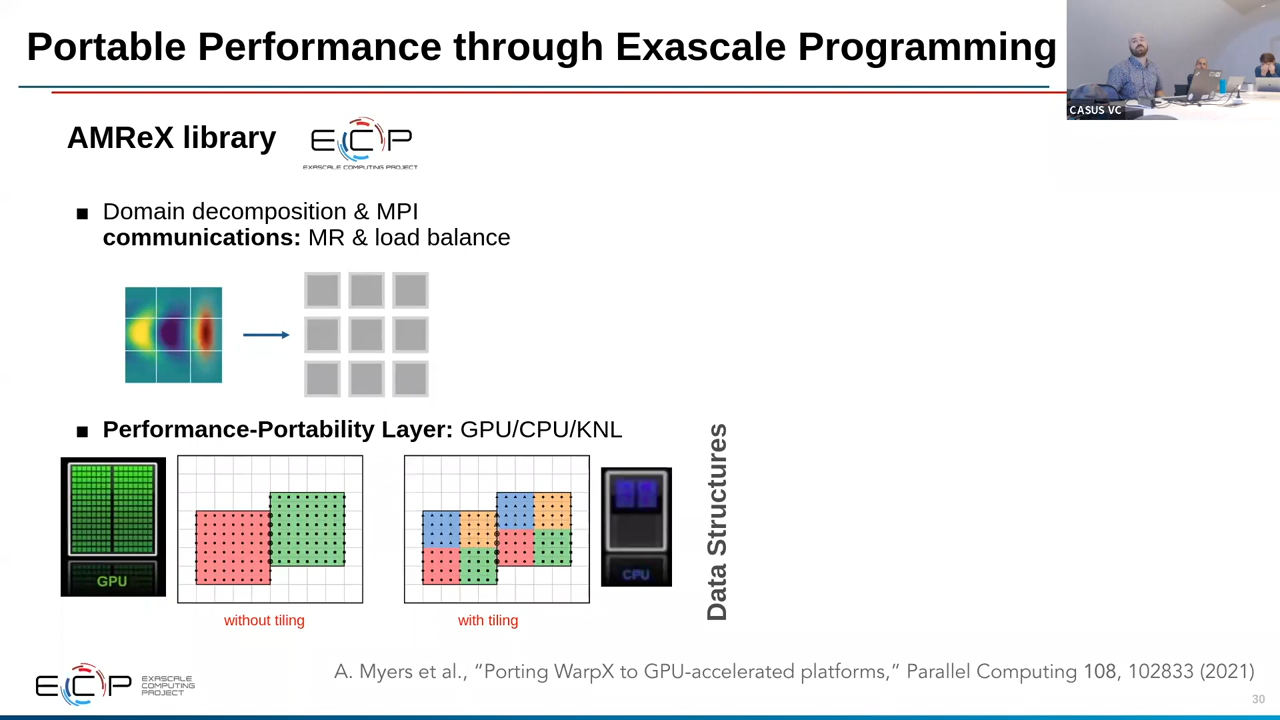 Portable Performance through Exascale Programming
CASUS VC
AMReX library
ECP
EXASCALE COMPUTING PROJECT
■ Domain decomposition & MPI
communications: MR & load balance
■ Performance-Portability Layer: GPU/CPU/KNL
GPU
CPU
Data Structures
without tiling
with tiling
ECP
EXASCALE
COMPUTING
PROJECT
A. Myers et al., “Porting WarpX to GPU-accelerated platforms,” Parallel Computing 108, 102833 (2021)
30